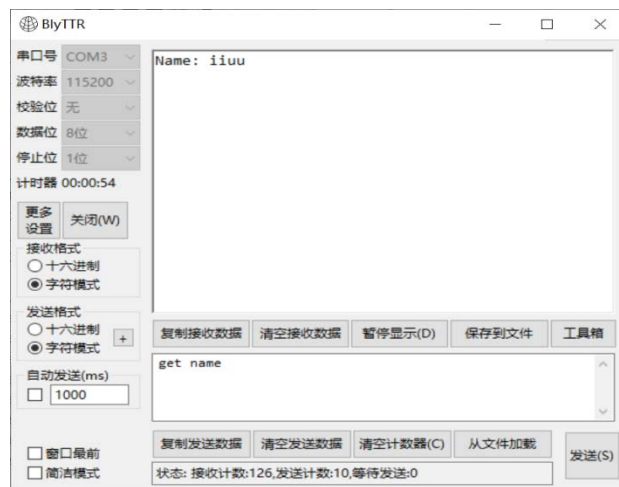 BlyTTR
串口号 COM3
波特率 115200
校验位 无
数据位 8位
停止位 1位
计时器 00:00:54
更多
设置
关闭(W)
接收格式
十六进制
字符模式
发送格式
十六进制
字符模式
+
自动发送(ms)
1000
窗口最前
简洁模式
Name: iiuu
复制接收数据 清空接收数据 暂停显示(D) 保存到文件 工具箱
get name
复制发送数据 清空发送数据 清空计数器(C) 从文件加载 发送(S)
状态: 接收计数:126,发送计数:10,等待发送:0